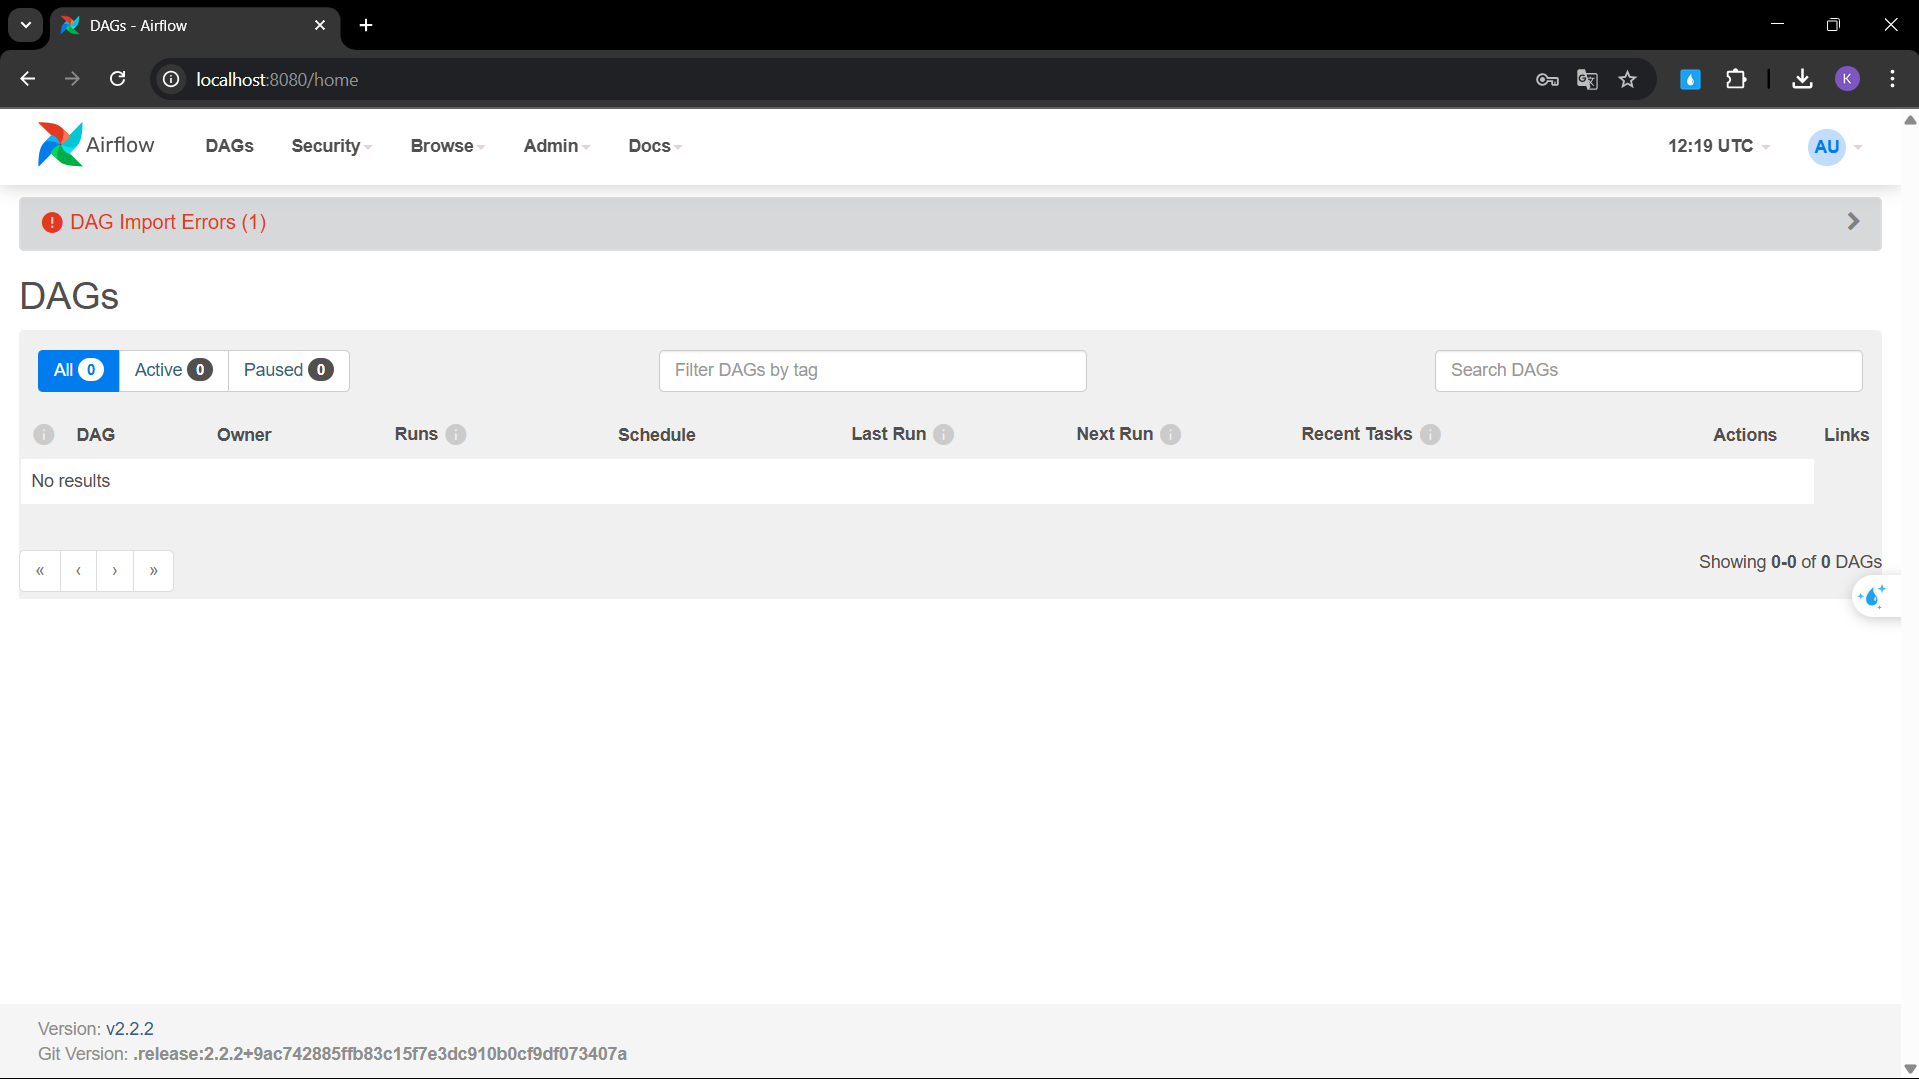 DAGs - Airflow
localhost:8080/home
K
Airflow DAGs Security Browse Admin Docs 12:19 UTC AU
DAG Import Errors (1)
DAGs
All 0 Active 0 Paused 0 Filter DAGs by tag Search DAGs
DAG Owner Runs Schedule Last Run Next Run Recent Tasks Actions Links
No results
« ‹ › » Showing 0-0 of 0 DAGs
Version: v2.2.2
Git Version: .release:2.2.2+9ac742885ffb83c15f7e3dc910b0cf9df073407a